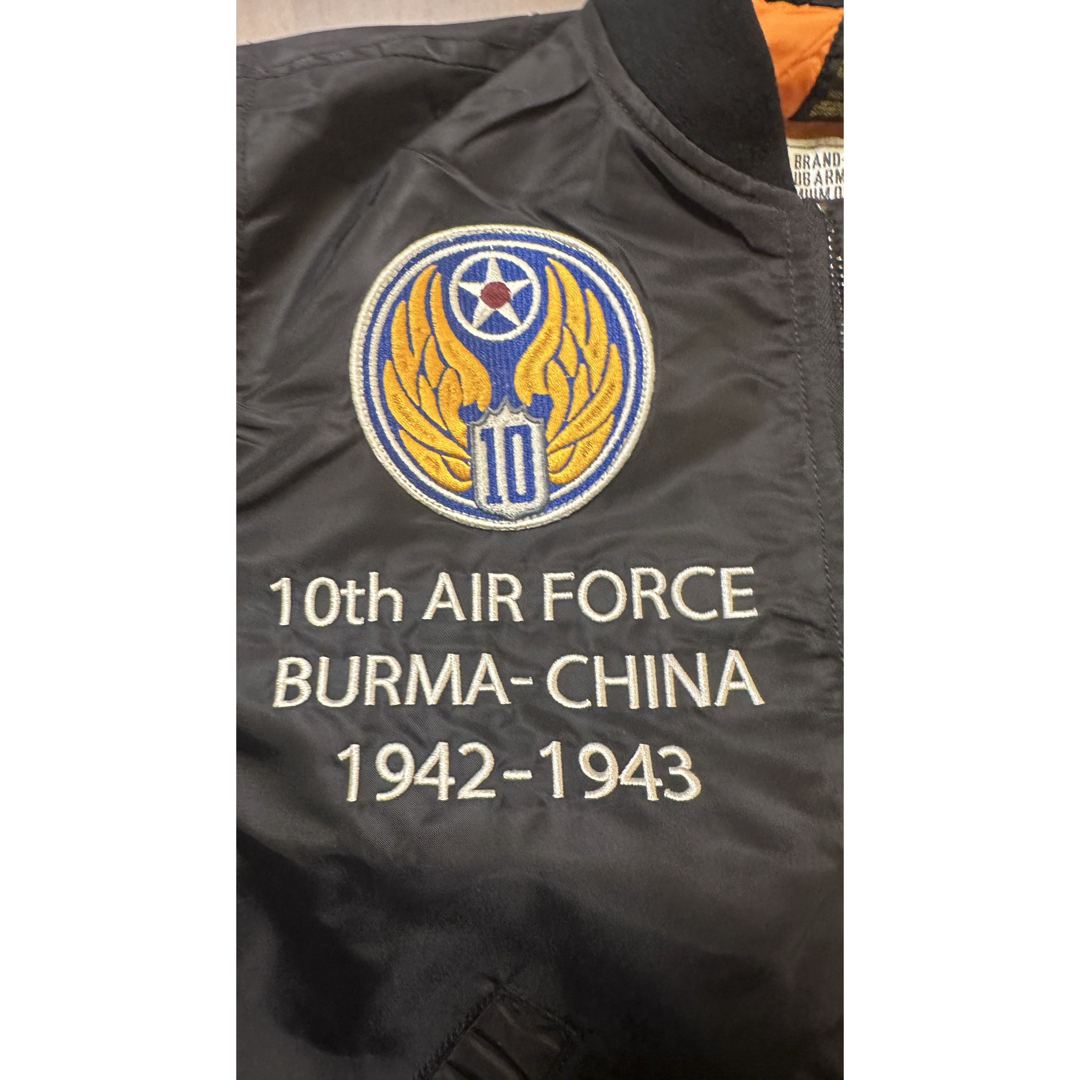 BRAND
10
10th AIR FORCE
BURMA-CHINA
1942-1943